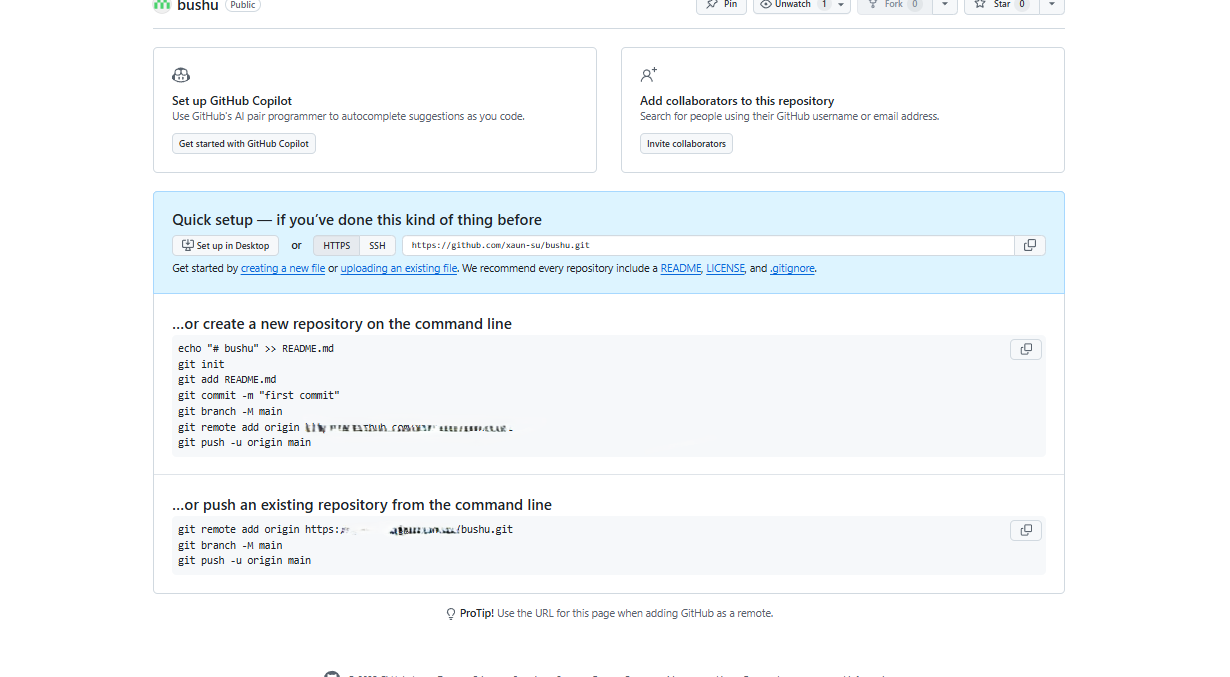 bushu Public Pin Unwatch 1 Fork 0 Star 0
Set up GitHub Copilot
Use GitHub's AI pair programmer to autocomplete suggestions as you code.
Get started with GitHub Copilot
Add collaborators to this repository
Search for people using their GitHub username or email address.
Invite collaborators
Quick setup — if you've done this kind of thing before
Set up in Desktop or HTTPS SSH https://github.com/xaun-su/bushu.git
Get started by creating a new file or uploading an existing file. We recommend every repository include a README, LICENSE, and .gitignore.
…or create a new repository on the command line
echo "# bushu" >> README.md
git init
git add README.md
git commit -m "first commit"
git branch -M main
git remote add origin
git push -u origin main
…or push an existing repository from the command line
git remote add origin https: /bushu.git
git branch -M main
git push -u origin main
ProTip! Use the URL for this page when adding GitHub as a remote.